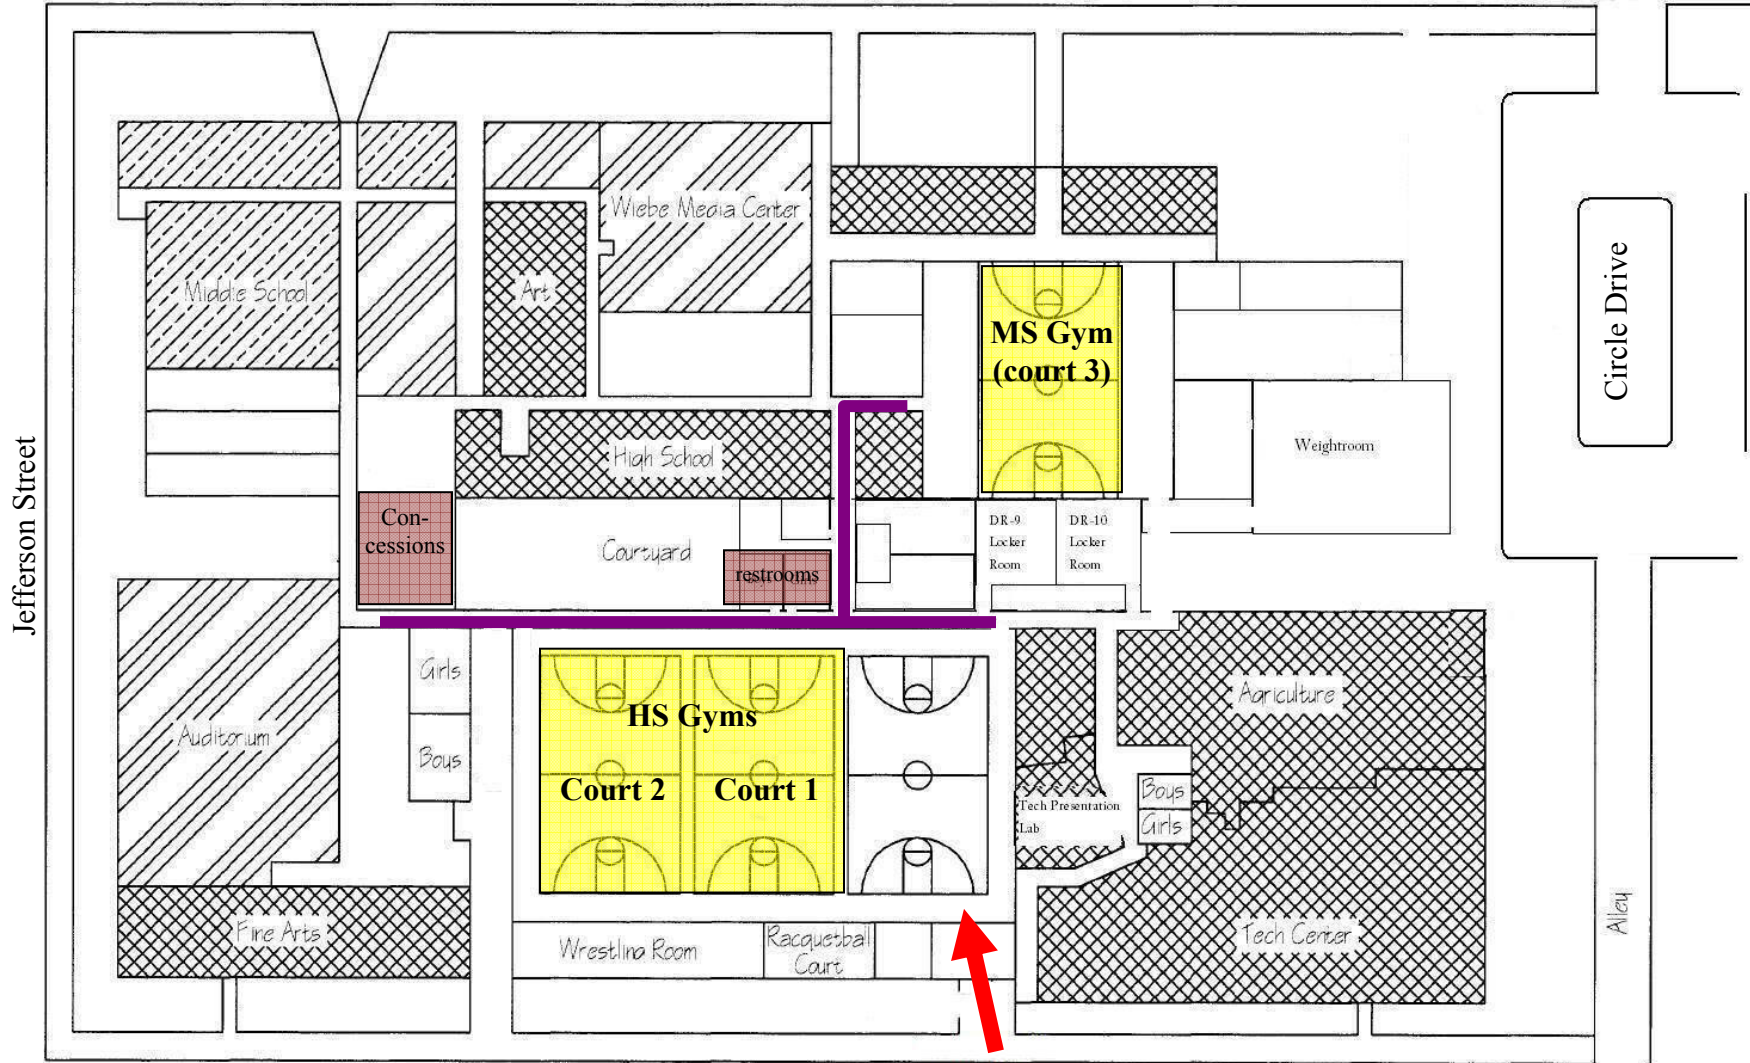 Wiebe Media Center
Middle School
Art
MS Gym
(court 3)
Circle Drive
Jefferson Street
High School
Weightroom
Con-
cessions
Courtyard
restrooms
DR-9
Locker
Room
DR-10
Locker
Room
Girls
Boys
HS Gyms
Court 2
Court 1
Auditorium
Agriculture
Tech Presentation
Lab
Boys
Girls
Fine Arts
Wrestling Room
Racquetball
Court
Tech Center
Alley